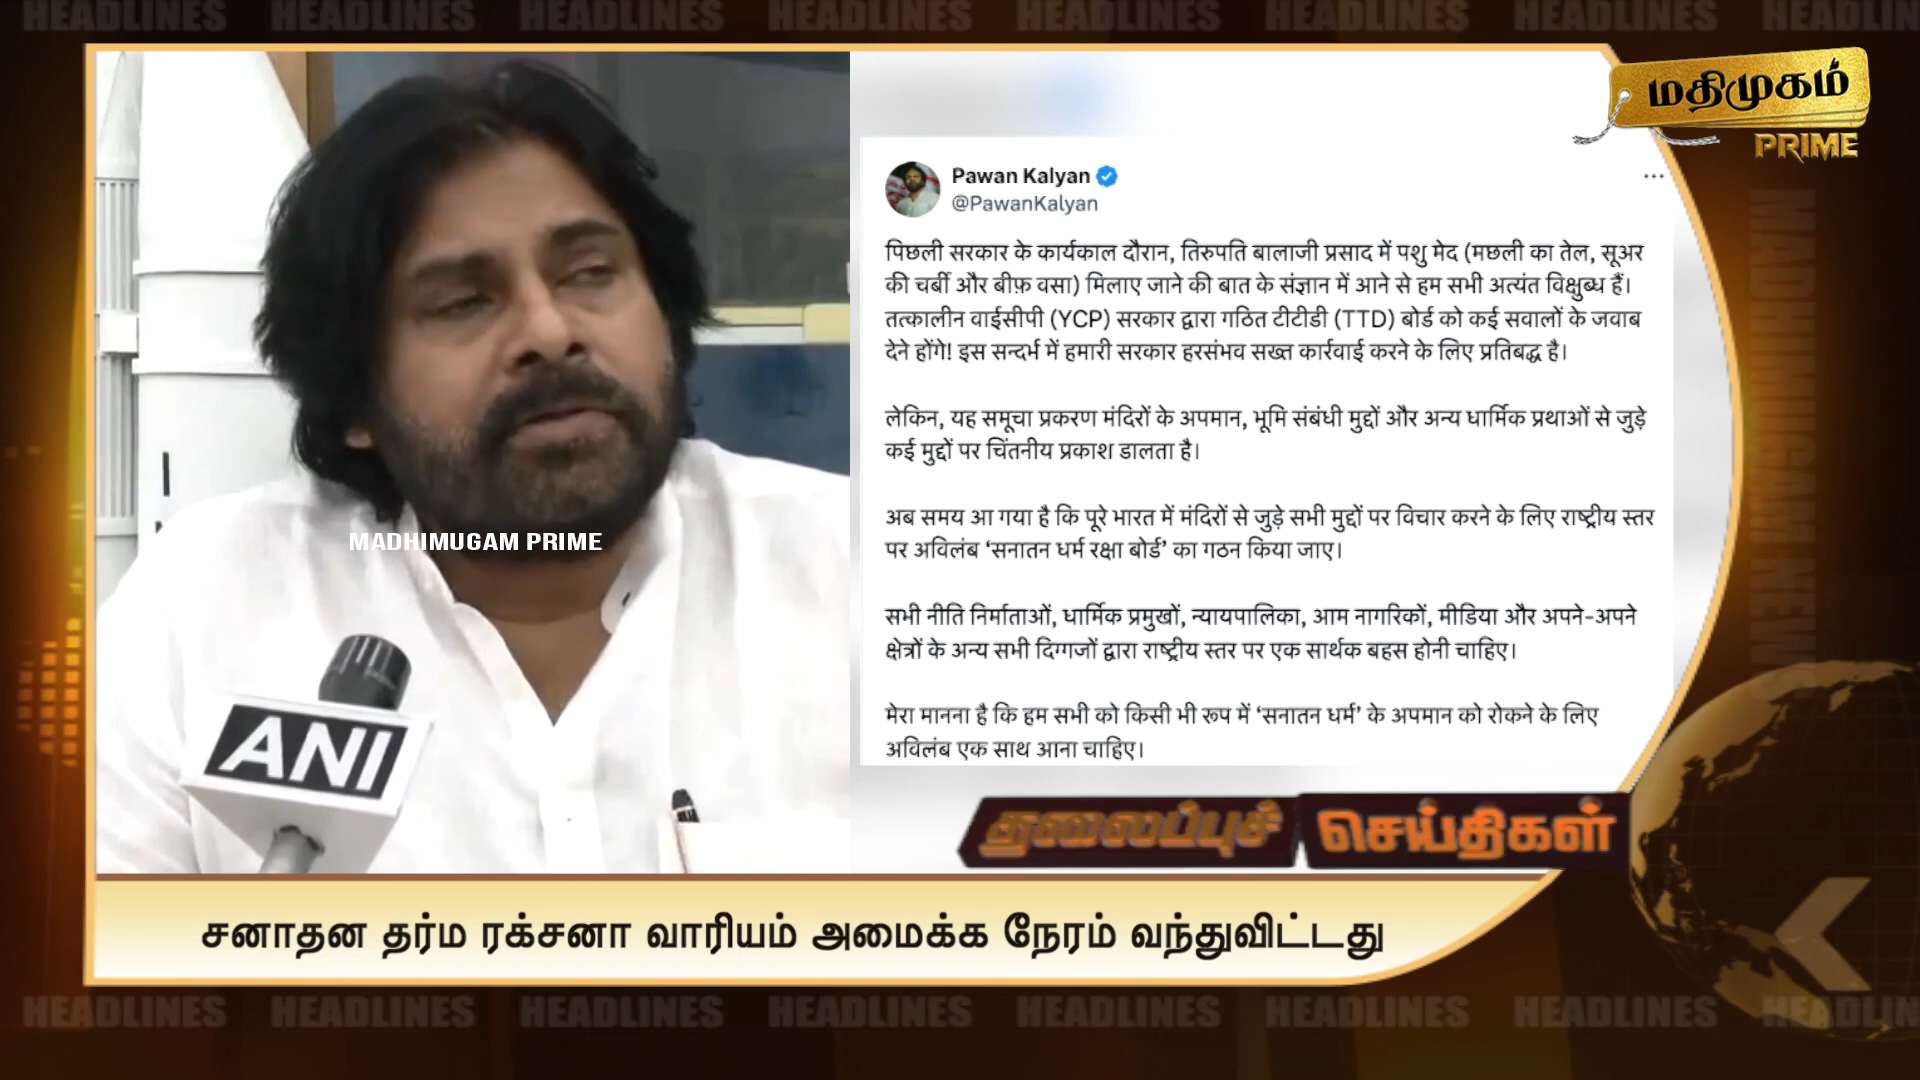 HEADLINES HEADLINES HEADLINES HEADLINES HEADLINES HEADLINES HEADLINES
மதிமுகம்
PRIME
Pawan Kalyan
@PawanKalyan
पिछली सरकार के कार्यकाल दौरान, तिरुपति बालाजी प्रसाद में पशु मेद (मछली का तेल, सूअर
की चर्बी और बीफ़ वसा) मिलाए जाने की बात के संज्ञान में आने से हम सभी अत्यंत विक्षुब्ध हैं।
तत्कालीन वाईसीपी (YCP) सरकार द्वारा गठित टीटीडी (TTD) बोर्ड को कई सवालों के जवाब
देने होंगे! इस सन्दर्भ में हमारी सरकार हरसंभव सख्त कार्रवाई करने के लिए प्रतिबद्ध है।
लेकिन, यह समूचा प्रकरण मंदिरों के अपमान, भूमि संबंधी मुद्दों और अन्य धार्मिक प्रथाओं से जुड़े
कई मुद्दों पर चिंतनीय प्रकाश डालता है।
अब समय आ गया है कि पूरे भारत में मंदिरों से जुड़े सभी मुद्दों पर विचार करने के लिए राष्ट्रीय स्तर
पर अविलंब ‘सनातन धर्म रक्षा बोर्ड’ का गठन किया जाए।
सभी नीति निर्माताओं, धार्मिक प्रमुखों, न्यायपालिका, आम नागरिकों, मीडिया और अपने-अपने
क्षेत्रों के अन्य सभी दिग्गजों द्वारा राष्ट्रीय स्तर पर एक सार्थक बहस होनी चाहिए।
मेरा मानना है कि हम सभी को किसी भी रूप में ‘सनातन धर्म’ के अपमान को रोकने के लिए
अविलंब एक साथ आना चाहिए।
MADHIMUGAM PRIME
ANI
MADHIMUGAM NEWS
தலைப்புச் செய்திகள்
சனாதன தர்ம ரக்சனா வாரியம் அமைக்க நேரம் வந்துவிட்டது
HEADLINES HEADLINES HEADLINES HEADLINES HEADLINES HEADLINES HEADLINES HEADLIN